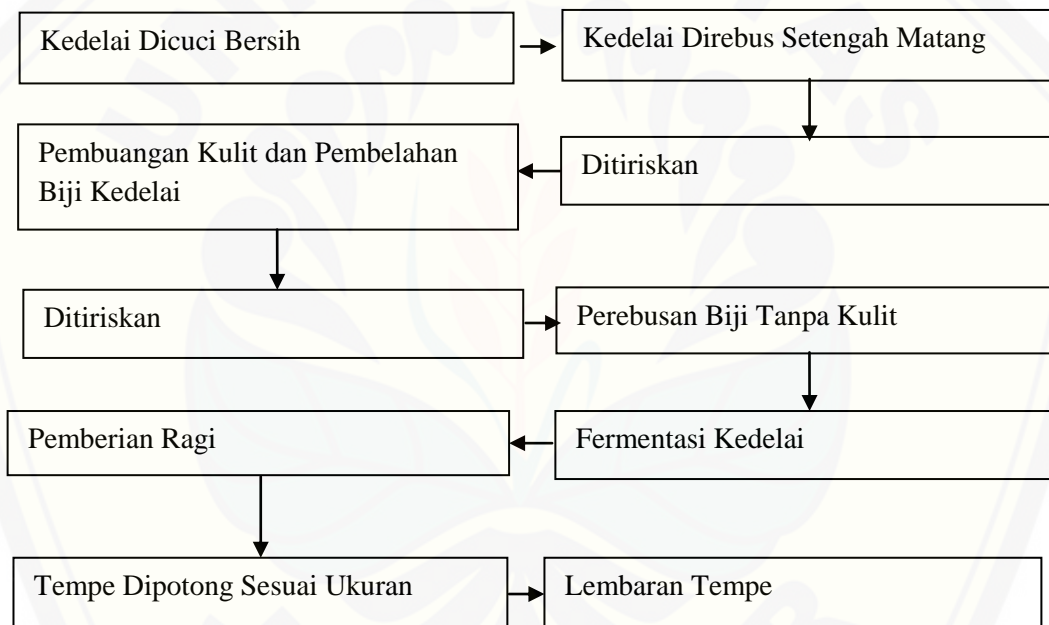 Kedelai Dicuci Bersih
Kedelai Direbus Setengah Matang
Ditiriskan
Pembuangan Kulit dan Pembelahan
Biji Kedelai
Ditiriskan
Perebusan Biji Tanpa Kulit
Fermentasi Kedelai
Pemberian Ragi
Tempe Dipotong Sesuai Ukuran
Lembaran Tempe